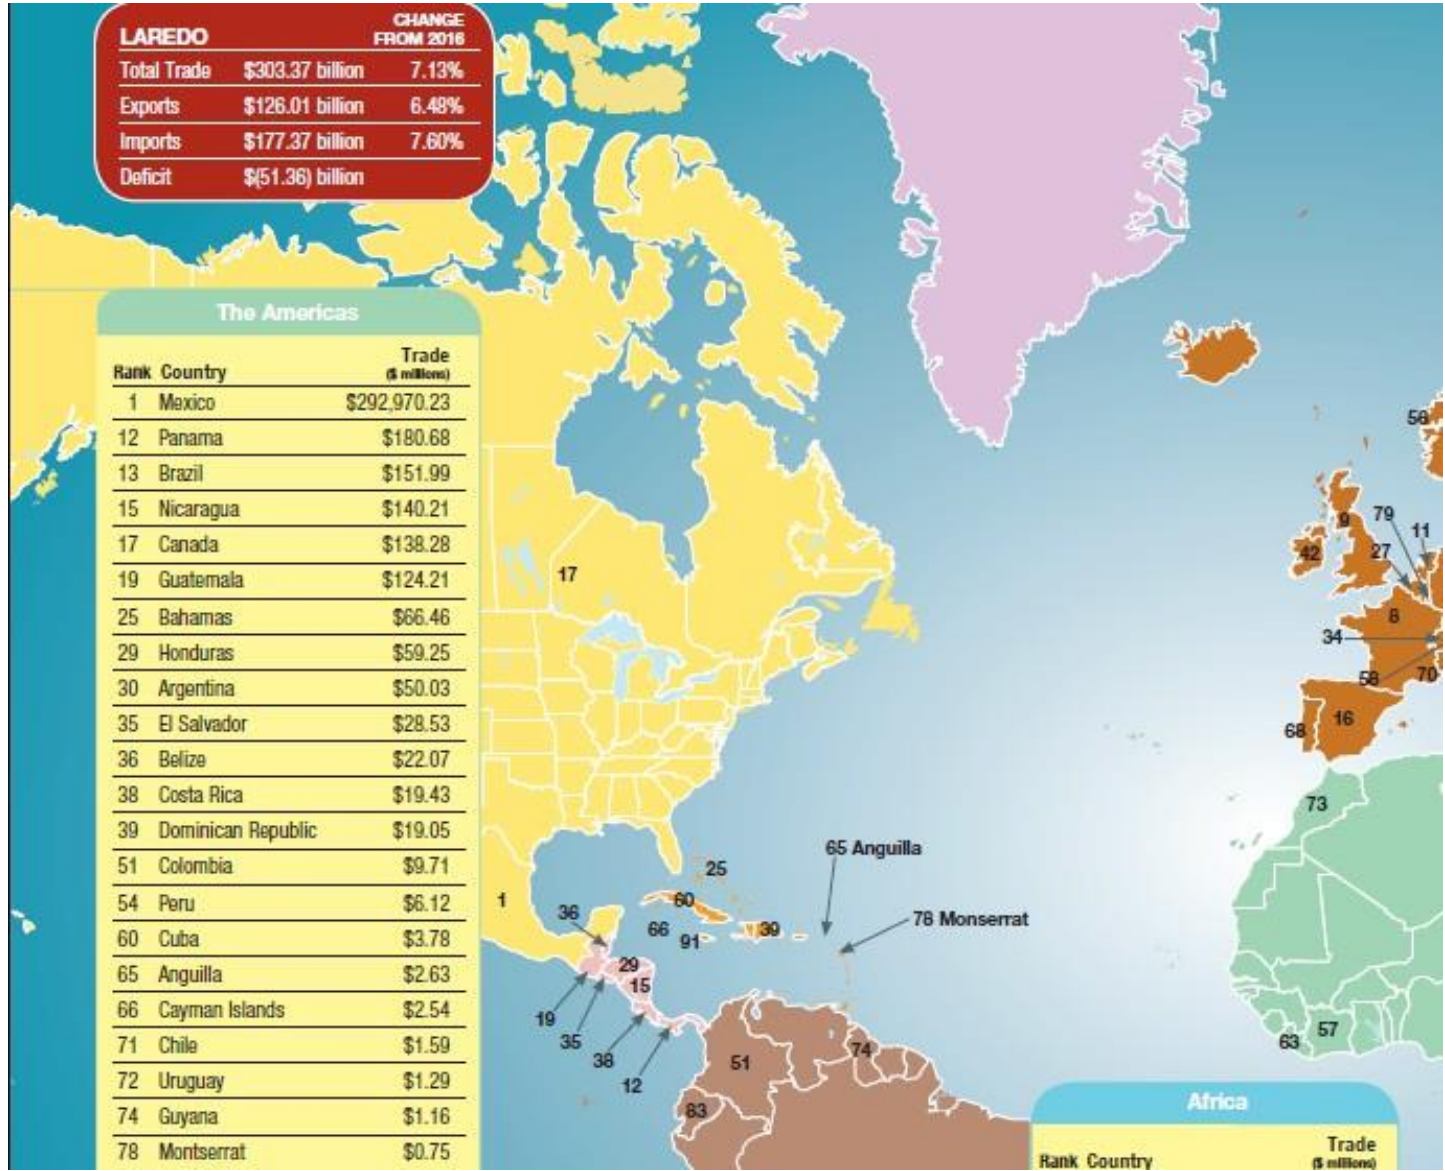 LAREDO CHANGE FROM 2016
Total Trade $303.37 billion 7.13%
Exports $126.01 billion 6.48%
Imports $177.37 billion 7.60%
Deficit $(51.36) billion
The Americas
Rank Country Trade ($ millions)
1 Mexico $292,970.23
12 Panama $180.68
13 Brazil $151.99
15 Nicaragua $140.21
17 Canada $138.28
19 Guatemala $124.21
25 Bahamas $66.46
29 Honduras $59.25
30 Argentina $50.03
35 El Salvador $28.53
36 Belize $22.07
38 Costa Rica $19.43
39 Dominican Republic $19.05
51 Colombia $9.71
54 Peru $6.12
60 Cuba $3.78
65 Anguilla $2.63
66 Cayman Islands $2.54
71 Chile $1.59
72 Uruguay $1.29
74 Guyana $1.16
78 Montserrat $0.75
17
1
36
25
60
66
91
39
65 Anguilla
78 Monserrat
29
15
19
35
38
12
51
74
83
56
9
79
11
42
27
8
34
58
70
68
16
73
63
57
Africa
Rank Country Trade ($ millions)